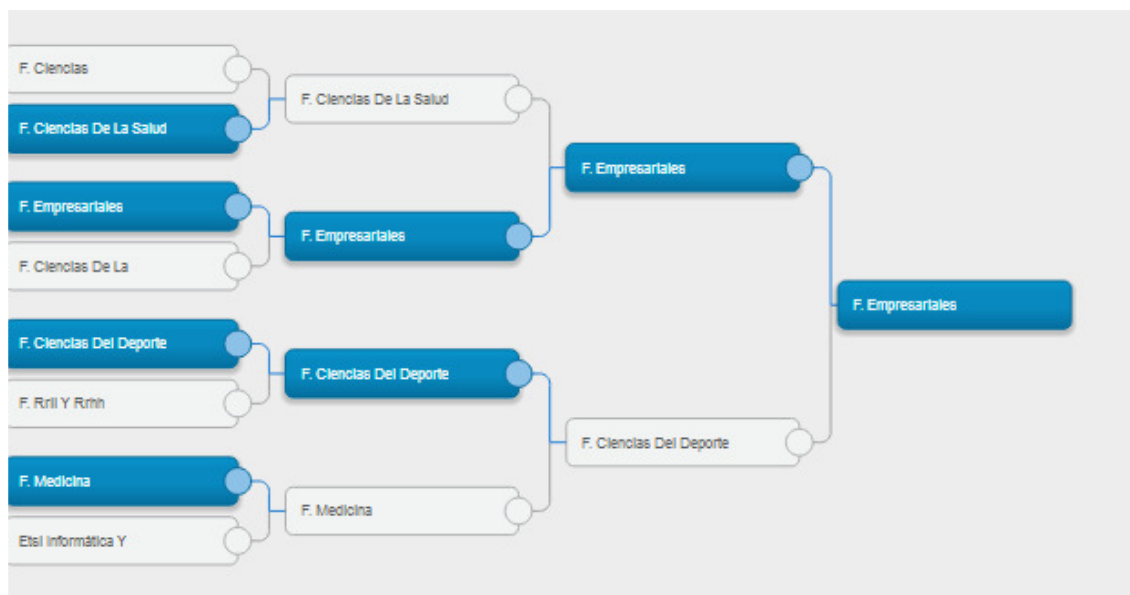 F. Ciencias
F. Ciencias De La Salud
F. Empresariales
F. Ciencias De La
F. Ciencias Del Deporte
F. Rrll Y Rrhh
F. Medicina
Etsi Informática Y
F. Ciencias De La Salud
F. Empresariales
F. Ciencias Del Deporte
F. Medicina
F. Empresariales
F. Ciencias Del Deporte
F. Empresariales